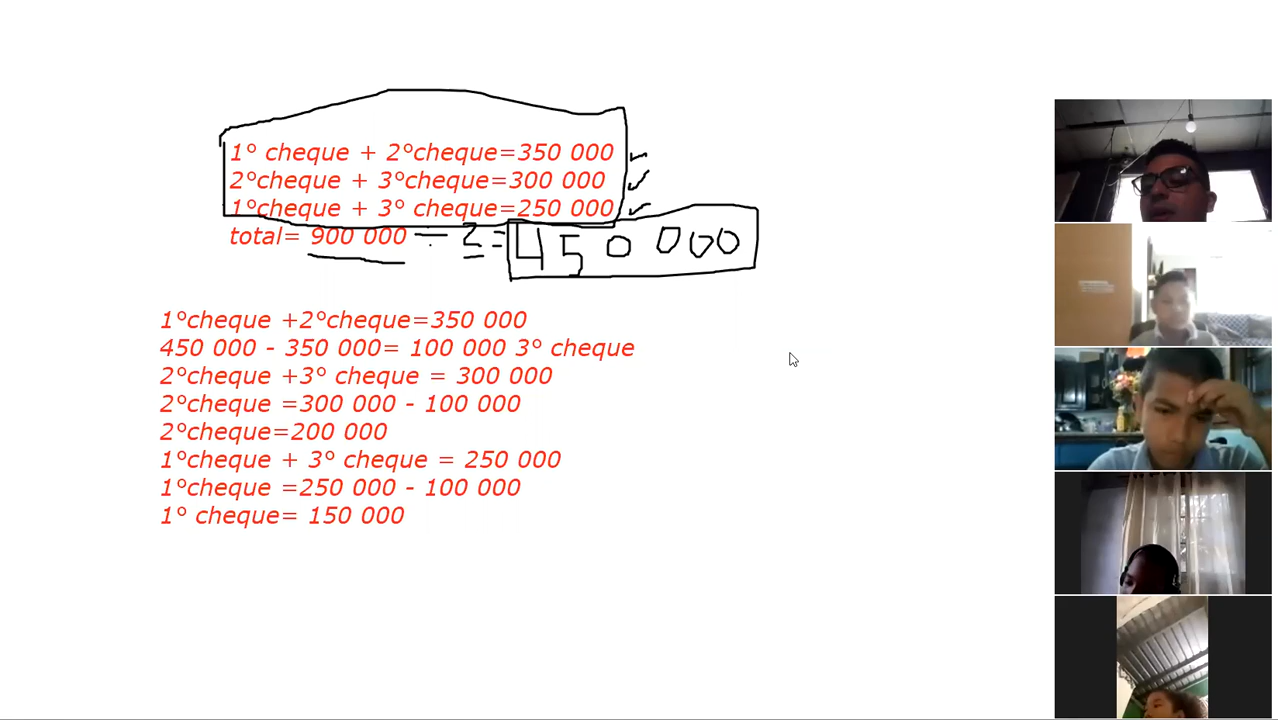 1° cheque + 2°cheque=350 000
2°cheque + 3°cheque=300 000
1°cheque + 3° cheque=250 000
total= 900 000 ÷ 2 = 450 000
1°cheque +2°cheque=350 000
450 000 - 350 000= 100 000 3° cheque
2°cheque +3° cheque = 300 000
2°cheque =300 000 - 100 000
2°cheque=200 000
1°cheque + 3° cheque = 250 000
1°cheque =250 000 - 100 000
1° cheque= 150 000